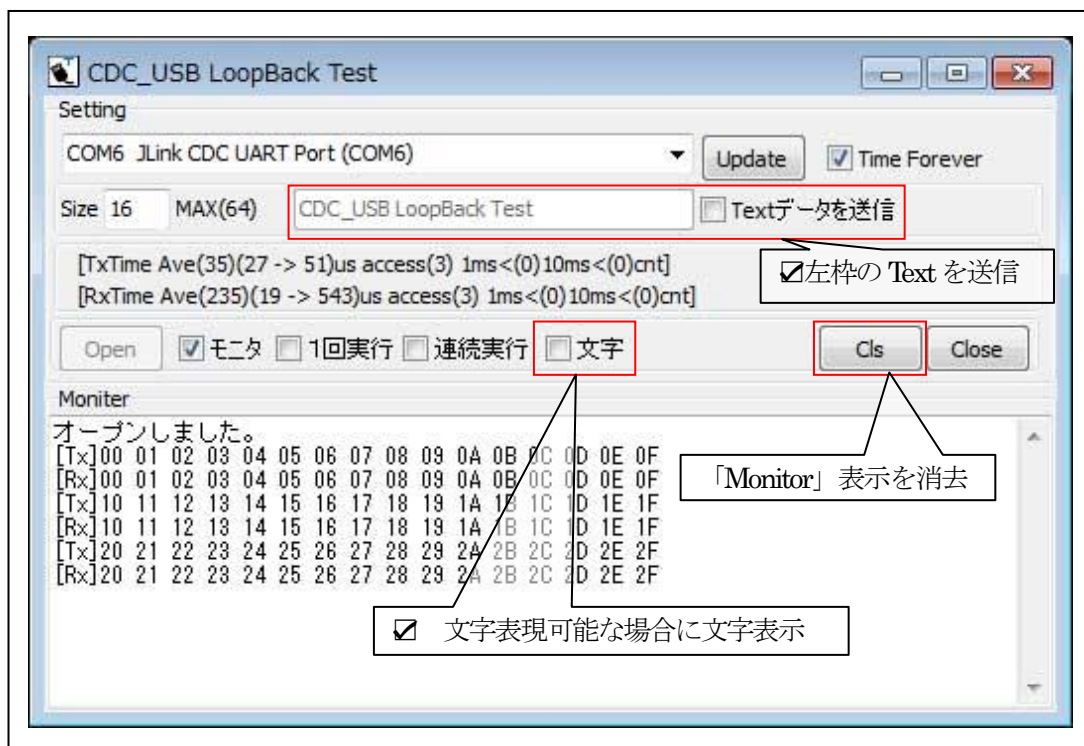 CDC_USB LoopBack Test
Setting
COM6 JLink CDC UART Port (COM6) Update Time Forever
Size 16 MAX(64) CDC_USB LoopBack Test Textデータを送信
☑左枠の Text を送信
[TxTime Ave(35)(27 -> 51)us access(3) 1ms<(0)10ms<(0)cnt]
[RxTime Ave(235)(19 -> 543)us access(3) 1ms<(0)10ms<(0)cnt]
Open モニタ 1回実行 連続実行 文字 Cls Close
Moniter
オープンしました。
[Tx]00 01 02 03 04 05 06 07 08 09 0A 0B 0C 0D 0E 0F
[Rx]00 01 02 03 04 05 06 07 08 09 0A 0B 0C 0D 0E 0F
[Tx]10 11 12 13 14 15 16 17 18 19 1A 1B 1C 1D 1E 1F
[Rx]10 11 12 13 14 15 16 17 18 19 1A 1B 1C 1D 1E 1F
[Tx]20 21 22 23 24 25 26 27 28 29 2A 2B 2C 2D 2E 2F
[Rx]20 21 22 23 24 25 26 27 28 29 2A 2B 2C 2D 2E 2F
「Monitor」表示を消去
☑ 文字表現可能な場合に文字表示